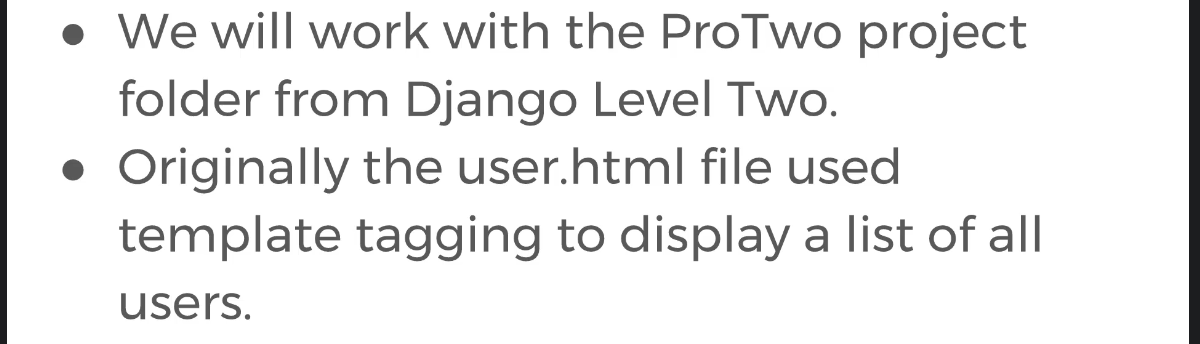 ● We will work with the ProTwo project
folder from Django Level Two.
● Originally the user.html file used
template tagging to display a list of all
users.